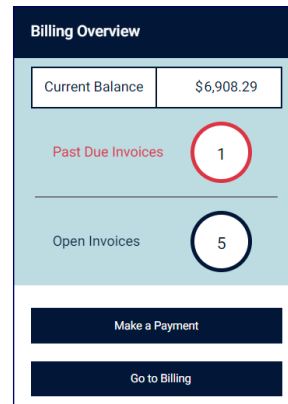 Billing Overview
Current Balance $6,908.29
Past Due Invoices 1
Open Invoices 5
Make a Payment
Go to Billing